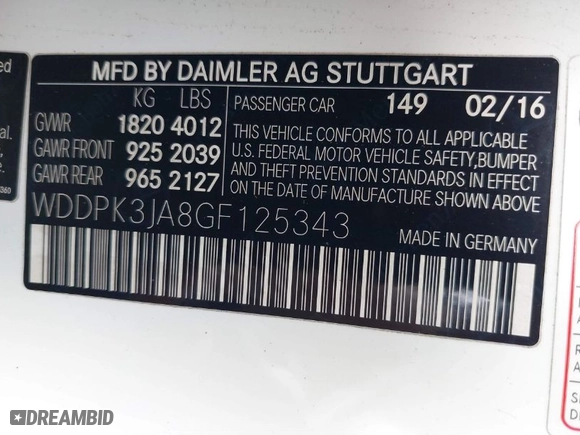 MFD BY DAIMLER AG STUTTGART
KG LBS
GVWR 1820 4012
GAWR FRONT 925 2039
GAWR REAR 965 2127
PASSENGER CAR 149 02/16
THIS VEHICLE CONFORMS TO ALL APPLICABLE
U.S. FEDERAL MOTOR VEHICLE SAFETY, BUMPER
AND THEFT PREVENTION STANDARDS IN EFFECT
ON THE DATE OF MANUFACTURE SHOWN ABOVE
WDDPK3JA8GF125343
MADE IN GERMANY
DREAMBID